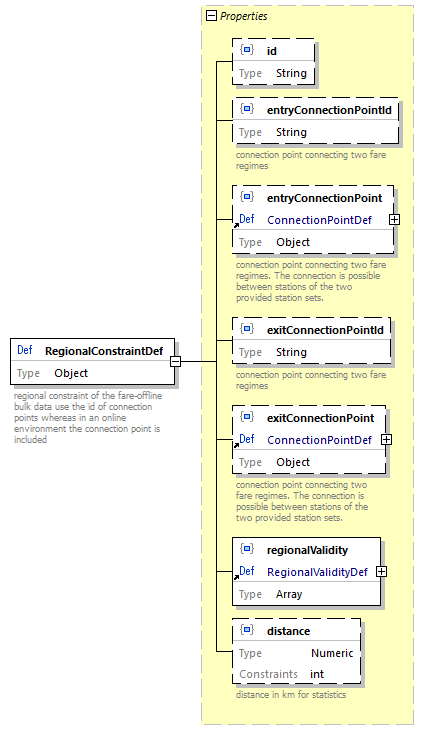 Properties
id
Type String
entryConnectionPointId
Type String
connection point connecting two fare
regimes
entryConnectionPoint
Def ConnectionPointDef
Type Object
connection point connecting two fare
regimes. The connection is possible
between stations of the two
provided station sets.
exitConnectionPointId
Type String
connection point connecting two fare
regimes
Def RegionalConstraintDef
Type Object
regional constraint of the fare-offline
bulk data use the id of connection
points whereas in an online
environment the connection point is
included
exitConnectionPoint
Def ConnectionPointDef
Type Object
connection point connecting two
fare regimes. The connection is
possible between stations of the
two provided station sets.
regionalValidity
Def RegionalValidityDef
Type Array
distance
Type Numeric
Constraints int
distance in km for statistics